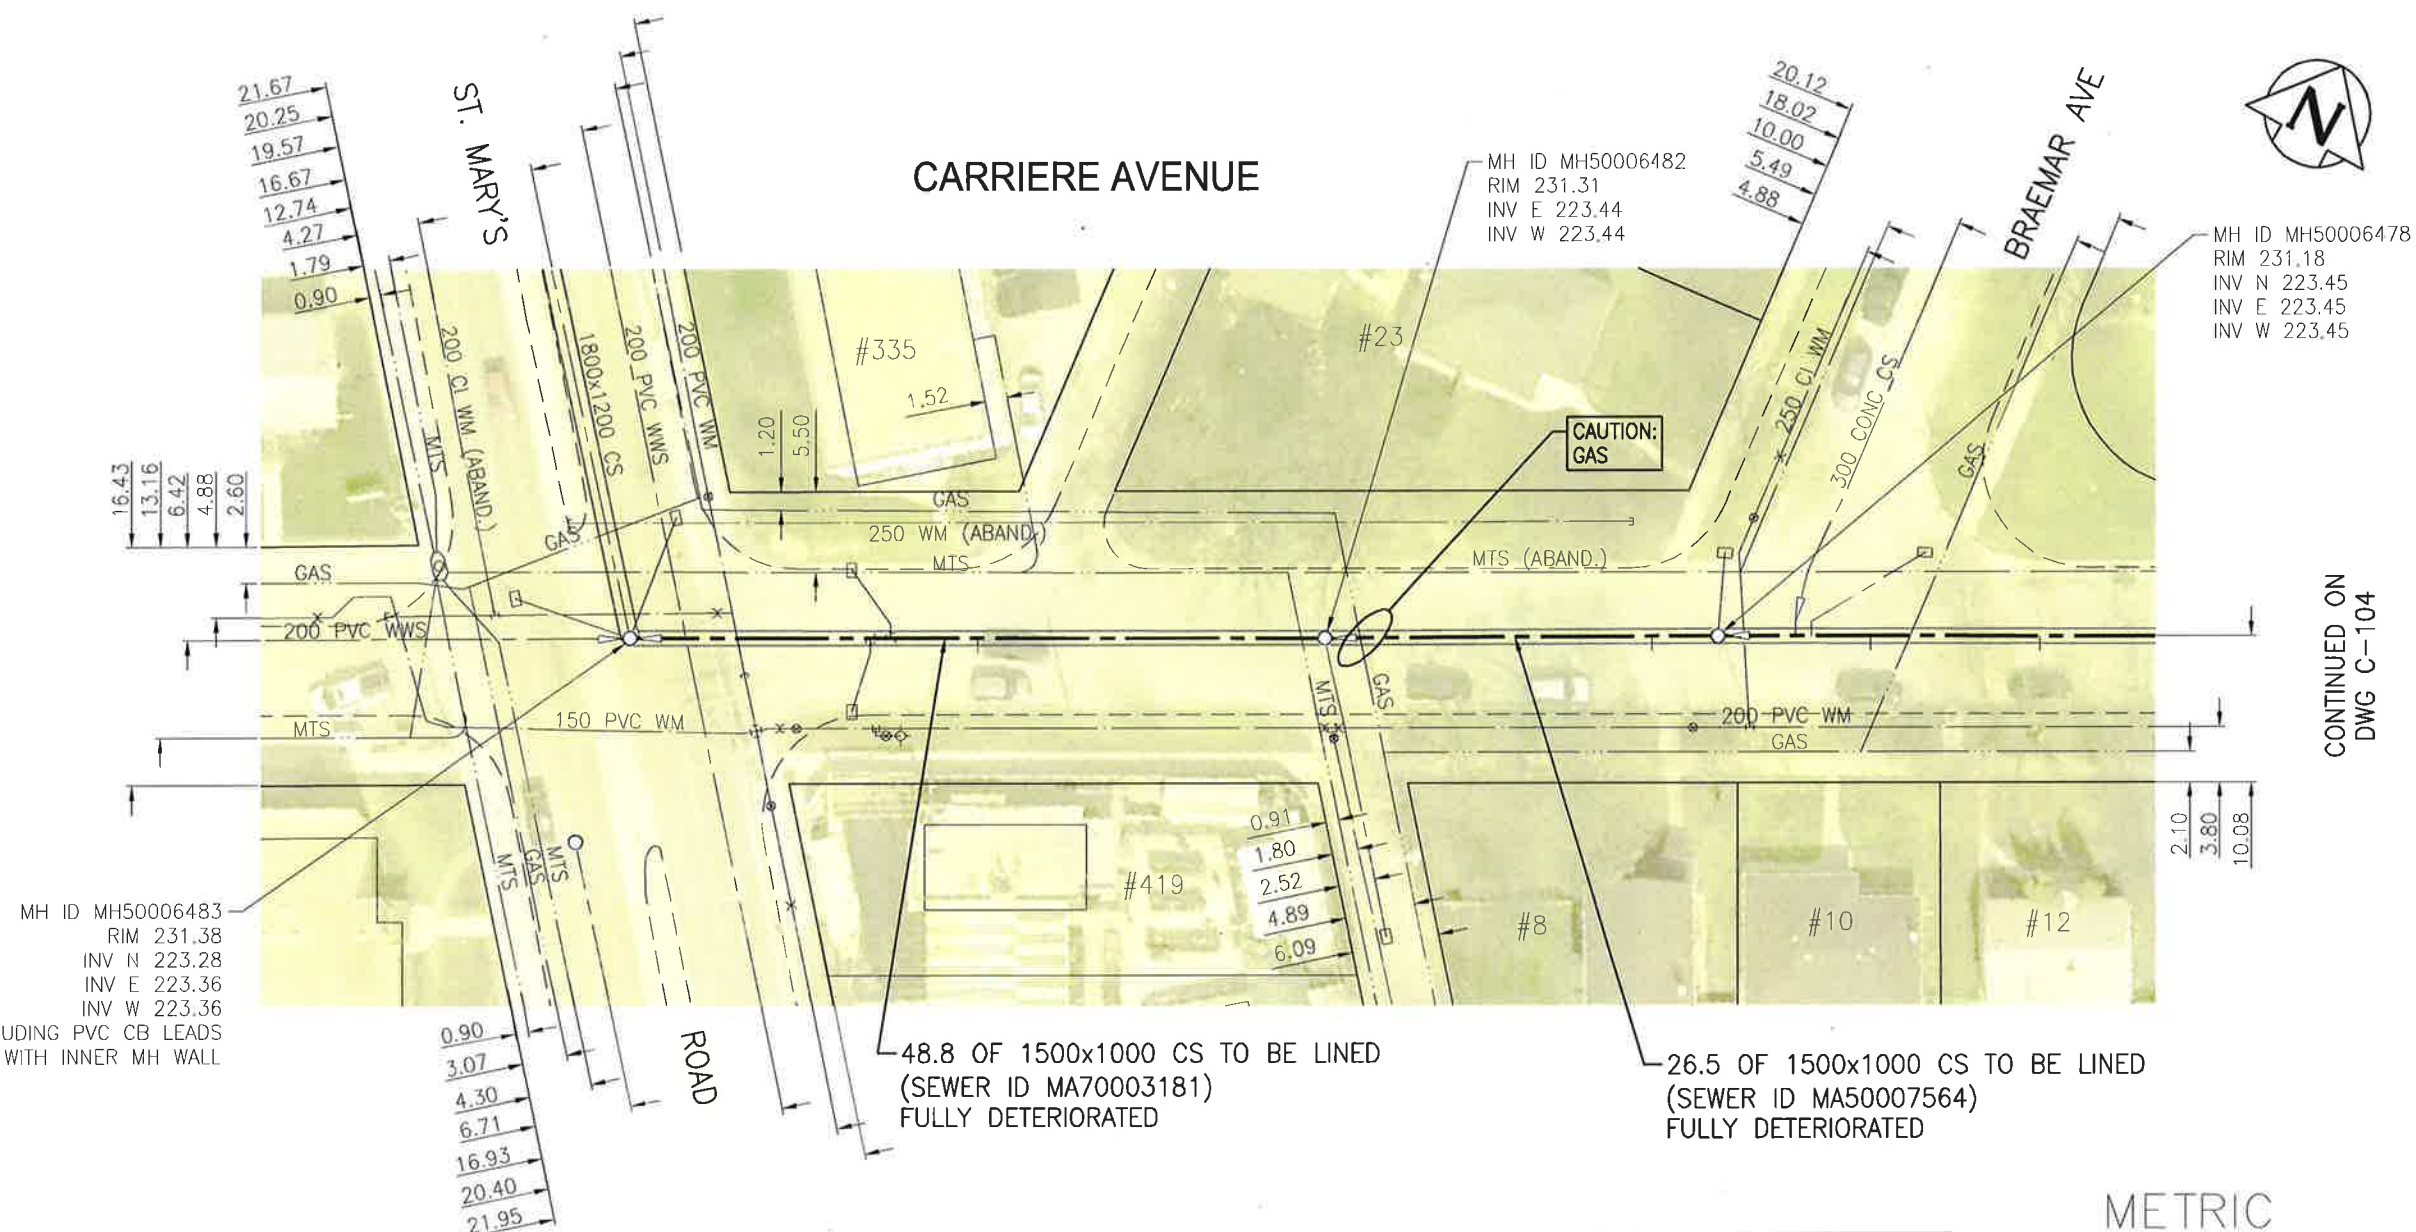 21.67
20.25
19.57
16.67
12.74
4.27
1.79
0.90
ST. MARY'S
CARRIERE AVENUE
MH ID MH50006482
RIM 231.31
INV E 223.44
INV W 223.44
20.12
18.02
10.00
5.49
4.88
BRAEMAR AVE
N
MH ID MH50006478
RIM 231.18
INV N 223.45
INV E 223.45
INV W 223.45
MTS
200 CI WM (ABAND.)
1800x1200 CS
200 PVC WWS
200 PVC WM
#335
1.52
1.20
5.50
#23
CAUTION:
GAS
250 CI WM
300 CONC CS
GAS
16.43
13.16
6.42
4.88
2.60
GAS
GAS
GAS
250 WM (ABAND.)
MTS
MTS (ABAND.)
200 PVC WWS
MTS
150 PVC WM
MTS
GAS
200 PVC WM
GAS
CONTINUED ON
DWG C-104
MTS
GAS
MTS
#419
0.91
1.80
2.52
4.89
6.09
#8
#10
#12
2.10
3.80
10.08
MH ID MH50006483
RIM 231.38
INV N 223.28
INV E 223.36
INV W 223.36
UDING PVC CB LEADS
WITH INNER MH WALL
0.90
3.07
4.30
6.71
16.93
20.40
21.95
ROAD
48.8 OF 1500x1000 CS TO BE LINED
(SEWER ID MA70003181)
FULLY DETERIORATED
26.5 OF 1500x1000 CS TO BE LINED
(SEWER ID MA50007564)
FULLY DETERIORATED
METRIC